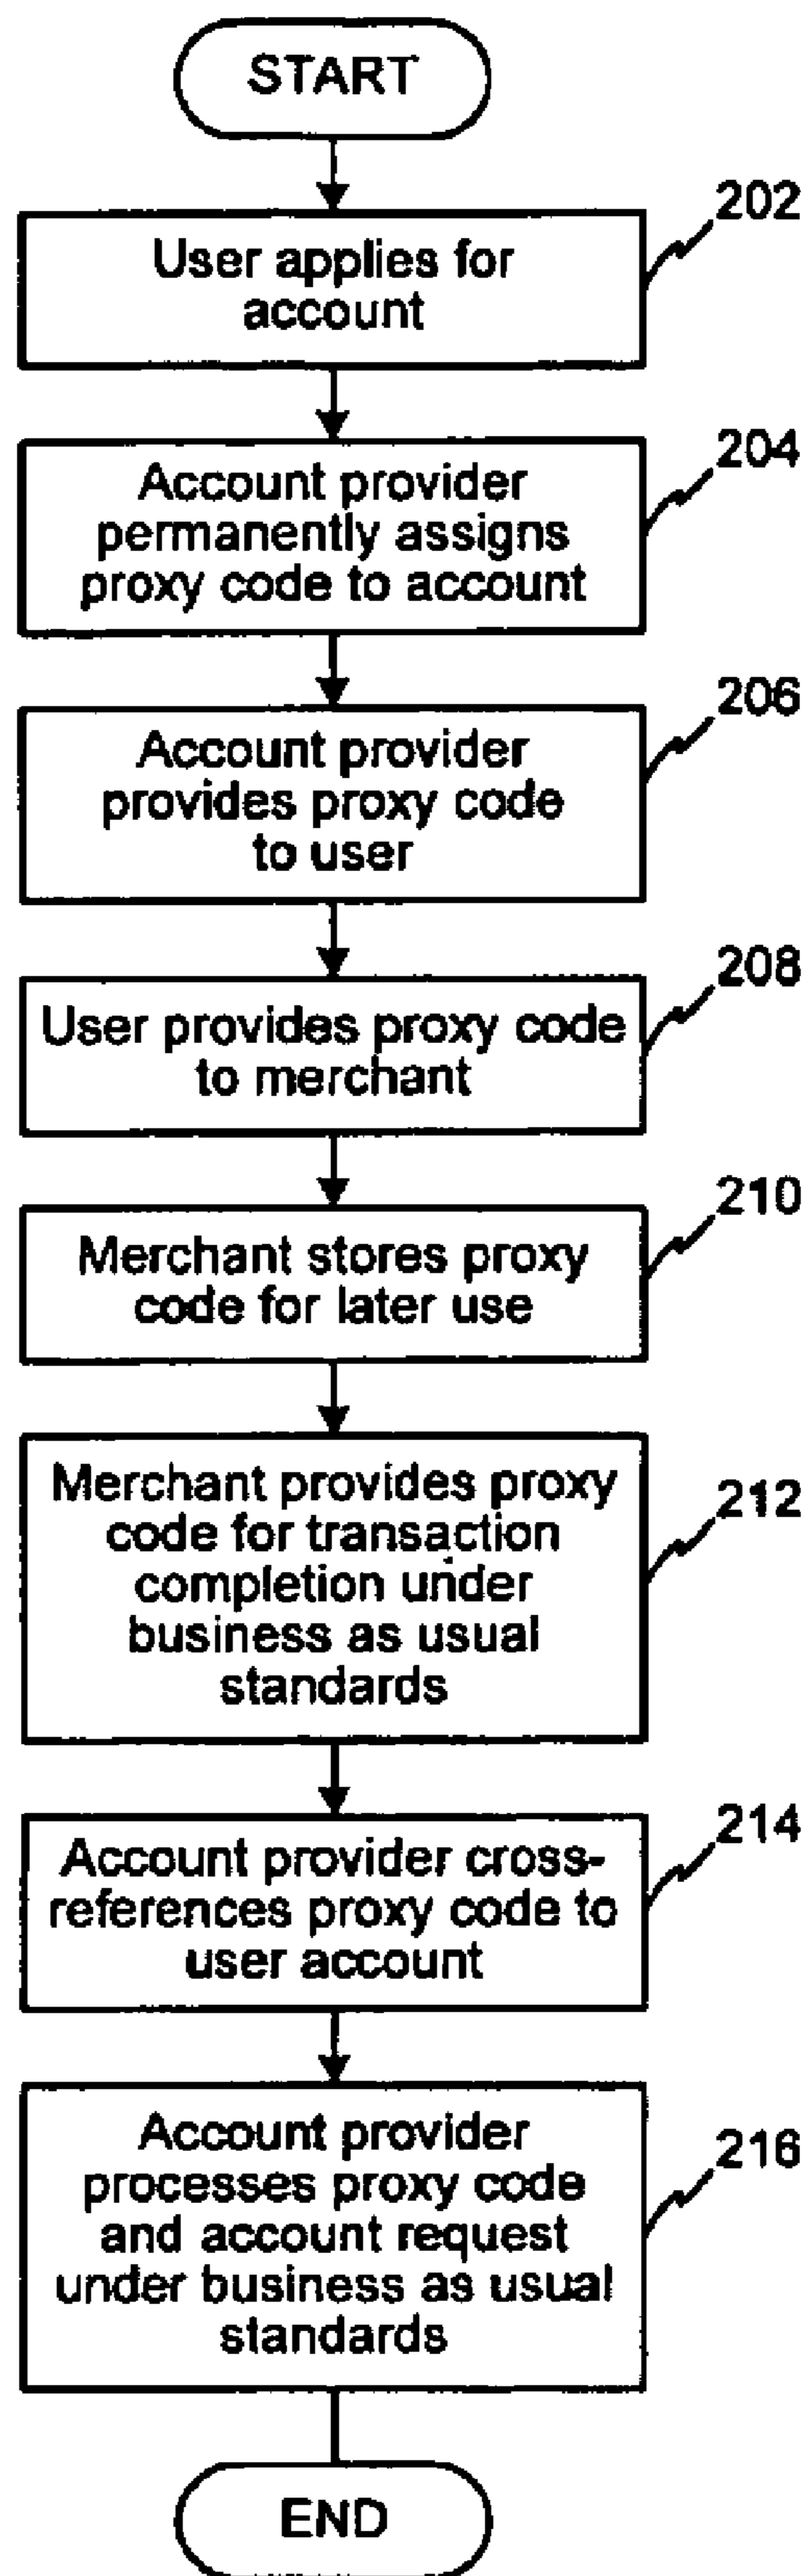 START
202
User applies for
account
204
Account provider
permanently assigns
proxy code to account
206
Account provider
provides proxy code
to user
208
User provides proxy code
to merchant
210
Merchant stores proxy
code for later use
212
Merchant provides proxy
code for transaction
completion under
business as usual
standards
214
Account provider cross-
references proxy code to
user account
216
Account provider
processes proxy code
and account request
under business as usual
standards
END